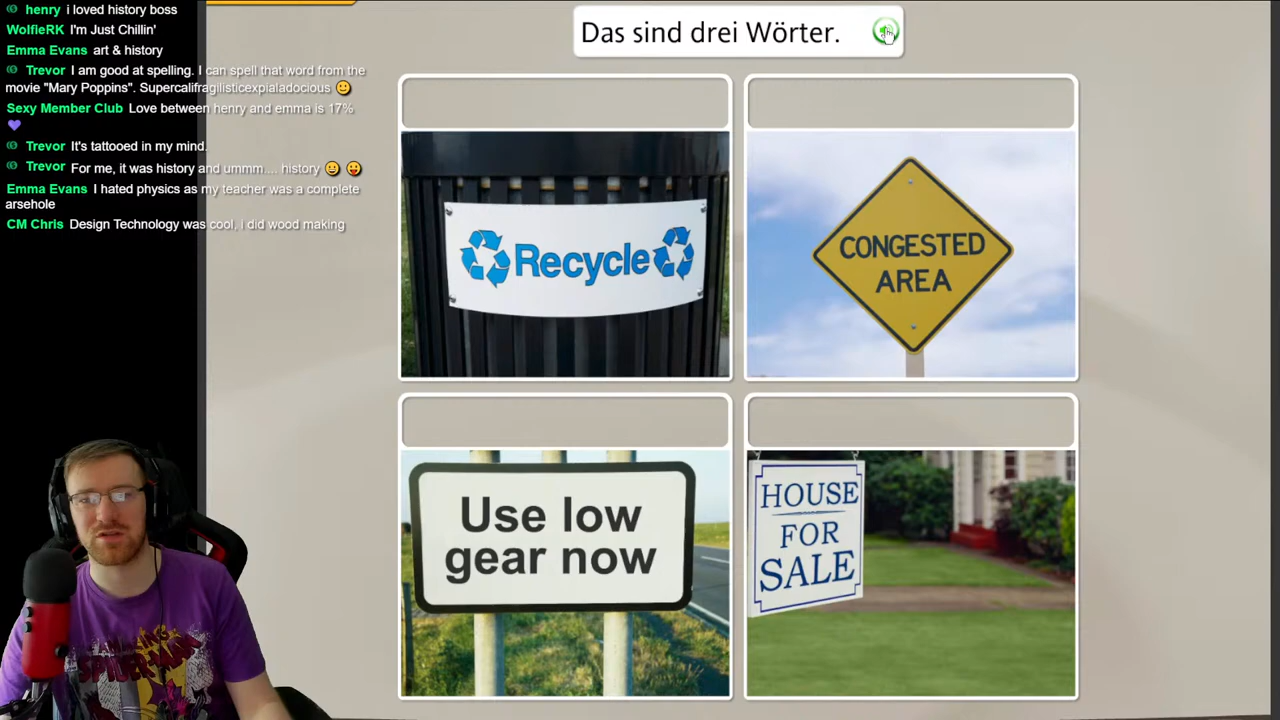 henry i loved history boss
WolfieRK I'm Just Chillin'
Emma Evans art & history
Trevor I am good at spelling. I can spell that word from the
movie "Mary Poppins". Supercalifragilisticexpialadocious 🙂
Sexy Member Club Love between henry and emma is 17%
💜
Trevor It's tattooed in my mind.
Trevor For me, it was history and ummm.... history 😀 😛
Emma Evans I hated physics as my teacher was a complete
arsehole
CM Chris Design Technology was cool, I did wood making
Das sind drei Wörter.
Recycle
CONGESTED
AREA
Use low
gear now
HOUSE
FOR
SALE